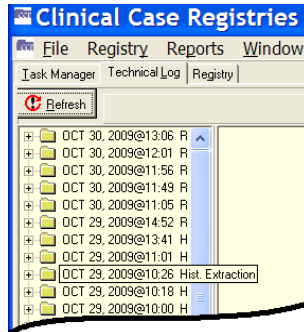 Clinical Case Registries
File Registry Reports Window
Task Manager Technical Log Registry
Refresh
OCT 30, 2009@13:06 R
OCT 30, 2009@12:01 R
OCT 30, 2009@11:56 R
OCT 30, 2009@11:49 R
OCT 30, 2009@11:05 R
OCT 29, 2009@14:52 R
OCT 29, 2009@13:41 H
OCT 29, 2009@11:01 H
OCT 29, 2009@10:26 Hist. Extraction
OCT 29, 2009@10:18 H
OCT 29, 2009@10:00 H